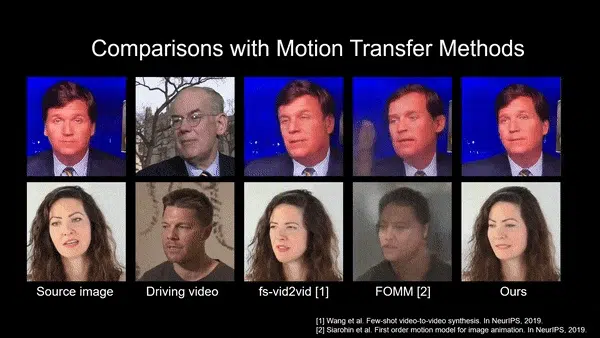 Comparisons with Motion Transfer Methods
Source image
Driving video
fs-vid2vid [1]
FOMM [2]
Ours
[1] Wang et al. Few-shot video-to-video synthesis. In NeurIPS, 2019.
[2] Siarohin et al. First order motion model for image animation. In NeurIPS, 2019.